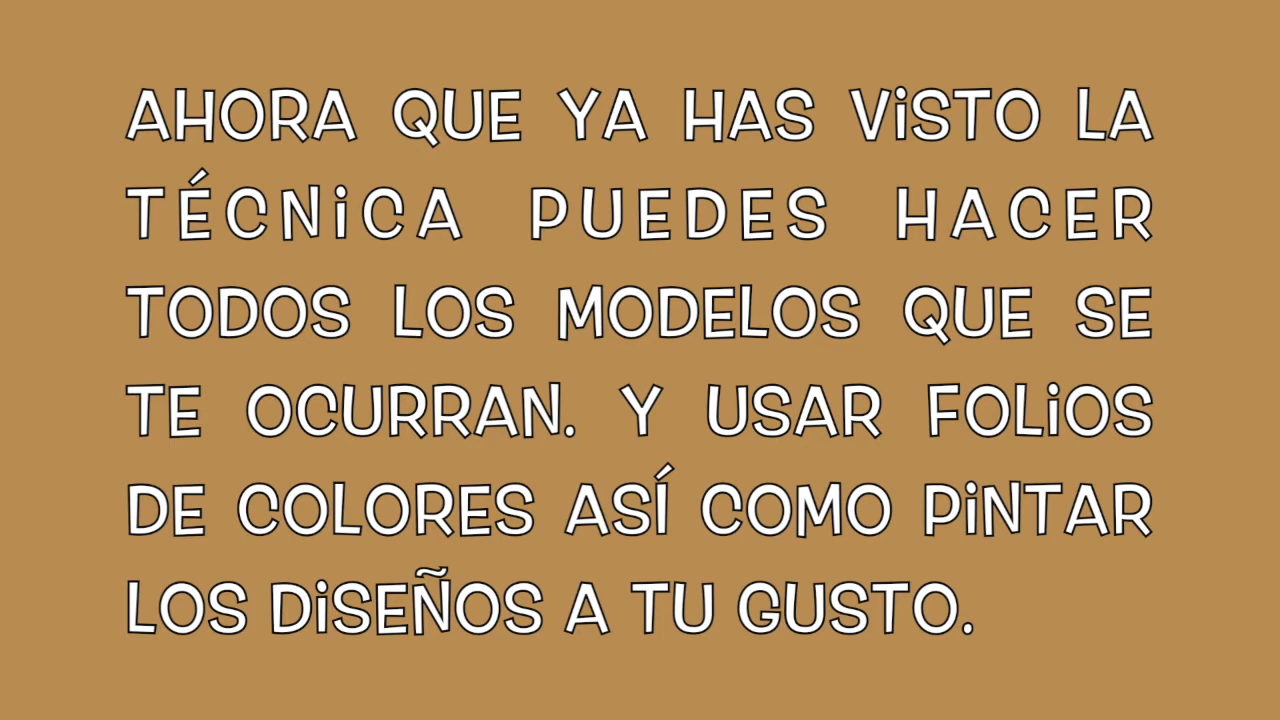 AHORA QUE YA HAS VISTO LA
TÉCNICA PUEDES HACER
TODOS LOS MODELOS QUE SE
TE OCURRAN. Y USAR FOLIOS
DE COLORES ASÍ COMO PINTAR
LOS DISEÑOS A TU GUSTO.